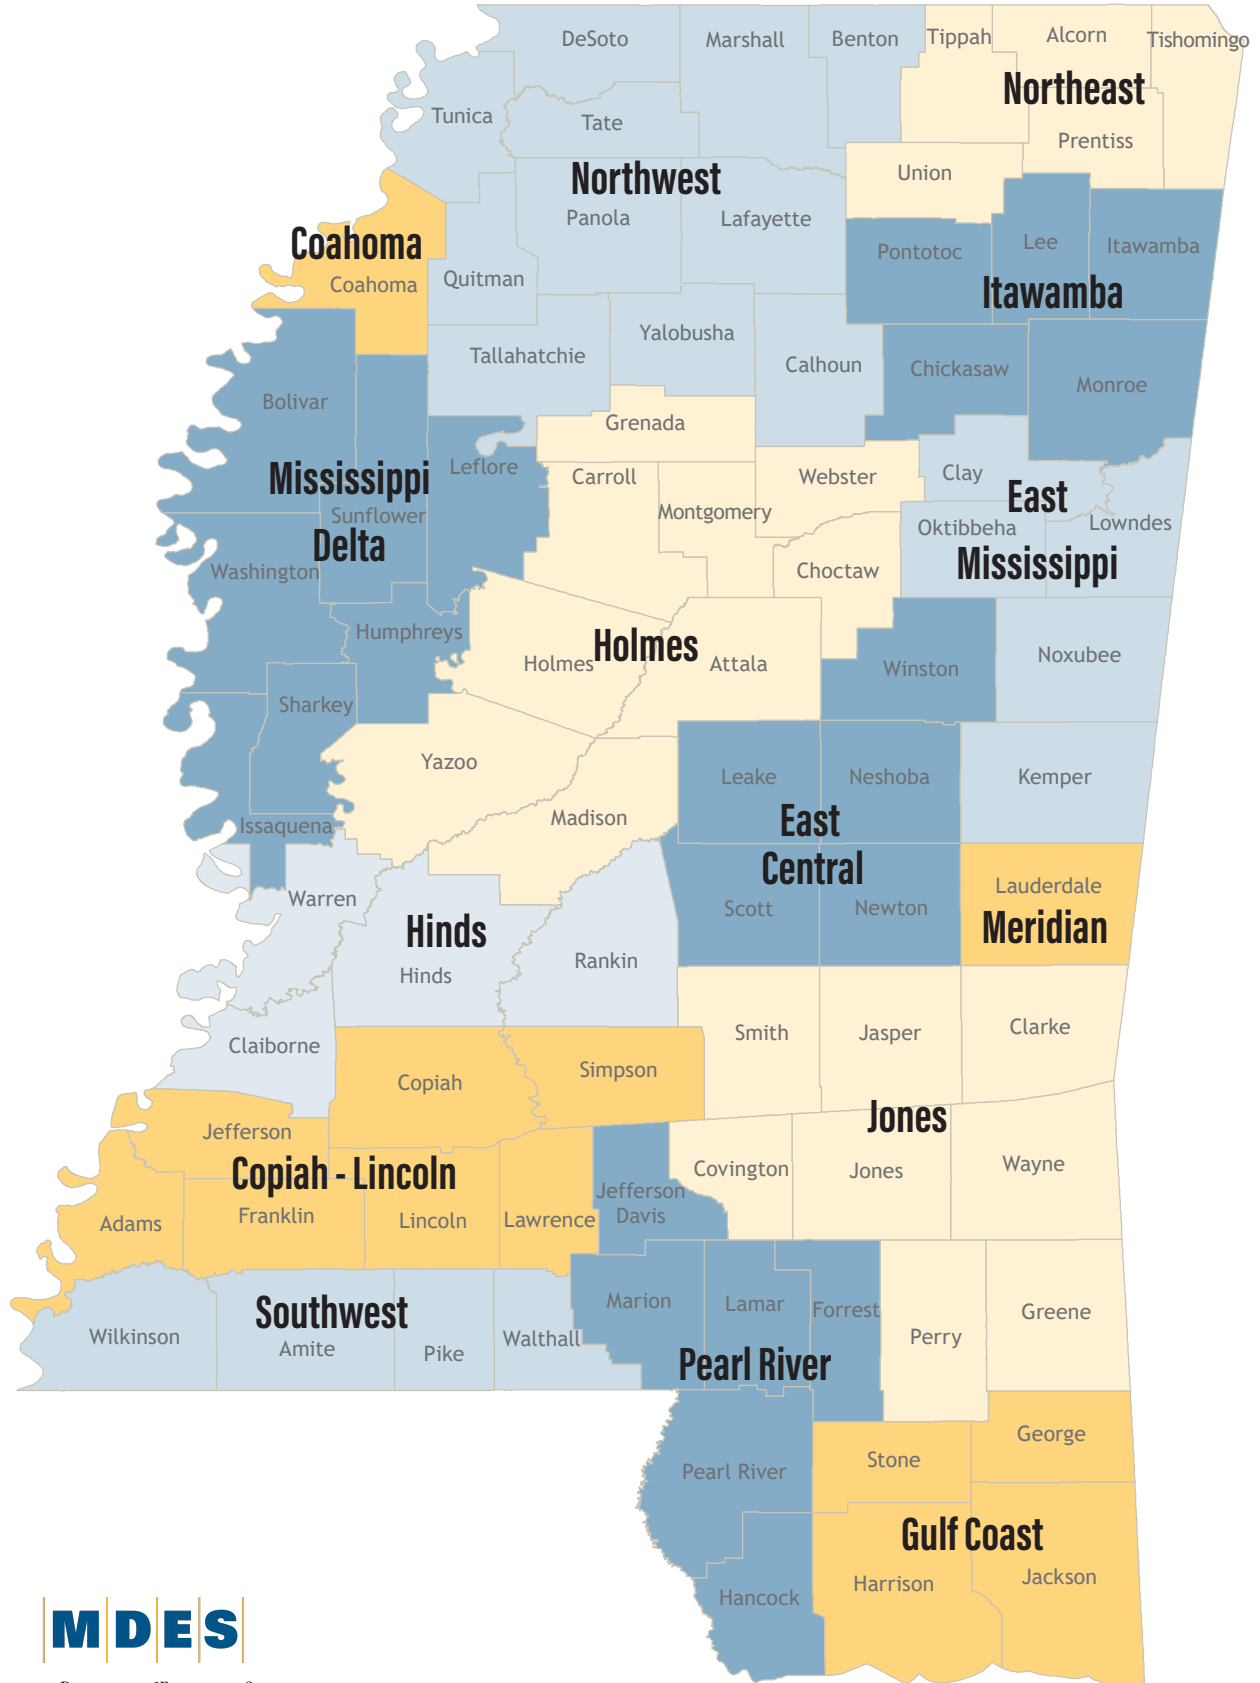 DeSoto
Marshall
Benton
Tippah
Alcorn
Tishomingo
Northeast
Tunica
Tate
Prentiss
Union
Northwest
Panola
Lafayette
Coahoma
Coahoma
Quitman
Pontotoc
Lee
Itawamba
Itawamba
Yalobusha
Tallahatchie
Calhoun
Chickasaw
Monroe
Bolivar
Grenada
Leflore
Carroll
Webster
Clay
Mississippi
Delta
Sunflower
Montgomery
East
Mississippi
Oktibbeha
Lowndes
Washington
Choctaw
Humphreys
Holmes
Holmes
Attala
Winston
Noxubee
Sharkey
Yazoo
Leake
Neshoba
Kemper
Issaquena
Madison
East
Central
Warren
Scott
Newton
Lauderdale
Meridian
Hinds
Hinds
Rankin
Claiborne
Smith
Jasper
Clarke
Copiah
Simpson
Jones
Jefferson
Copiah - Lincoln
Covington
Jones
Wayne
Adams
Franklin
Lincoln
Lawrence
Jefferson
Davis
Southwest
Wilkinson
Amite
Pike
Walthall
Marion
Lamar
Forrest
Perry
Greene
Pearl River
Pearl River
Stone
George
Gulf Coast
Hancock
Harrison
Jackson
MDES